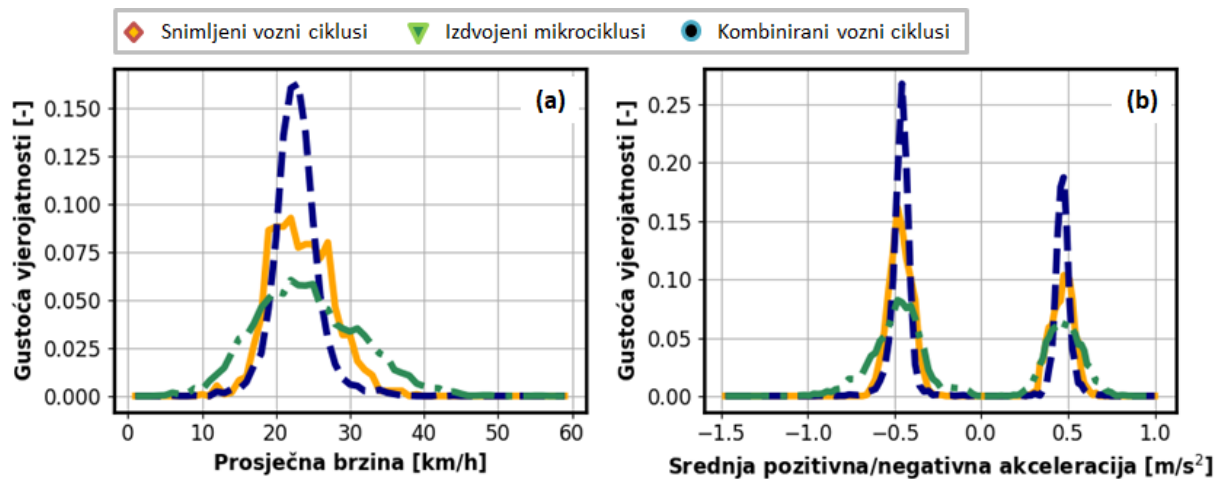 Snimljeni vozni ciklusi Izdvojeni mikrociklusi Kombinirani vozni ciklusi
(a)
0.150
0.125
0.100
0.075
0.050
0.025
0.000
Gustoća vjerojatnosti [-]
0 10 20 30 40 50 60
Prosječna brzina [km/h]
(b)
0.25
0.20
0.15
0.10
0.05
0.00
Gustoća vjerojatnosti [-]
−1.5 −1.0 −0.5 0.0 0.5 1.0
Srednja pozitivna/negativna akceleracija [m/s²]